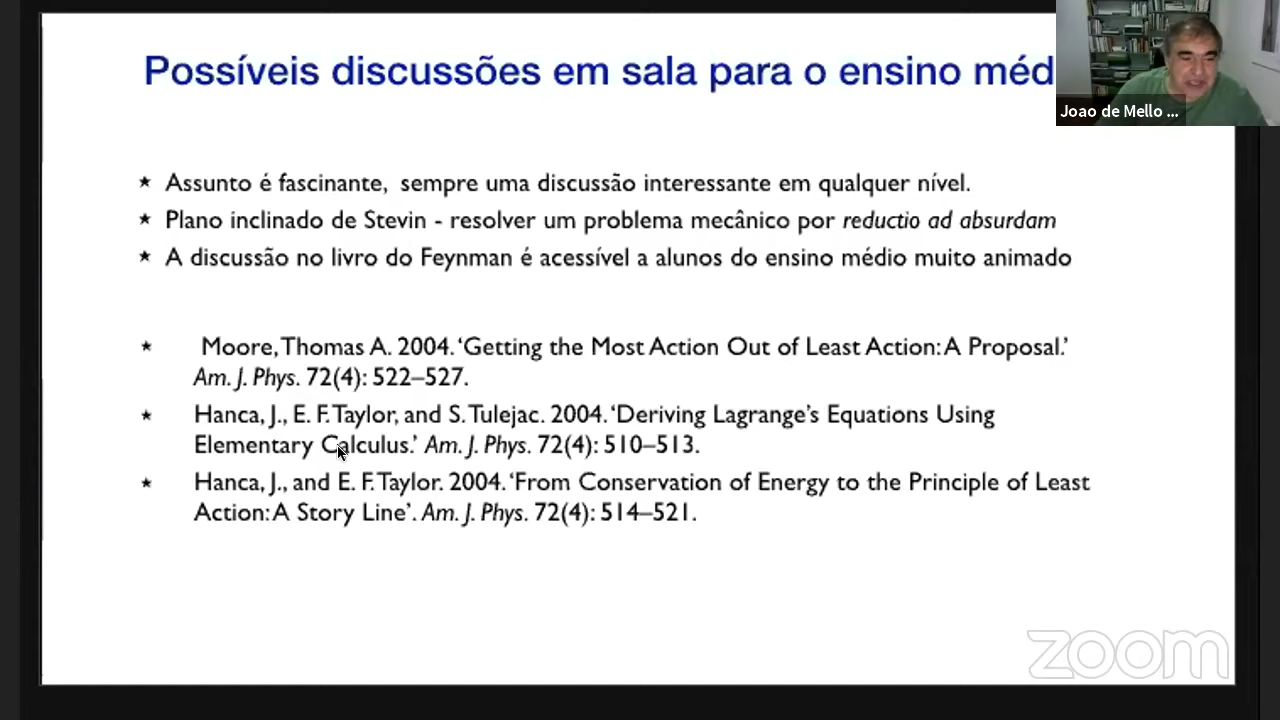 Possíveis discussões em sala para o ensino méd
Joao de Mello ...
★ Assunto é fascinante, sempre uma discussão interessante em qualquer nível.
★ Plano inclinado de Stevin - resolver um problema mecânico por reductio ad absurdam
★ A discussão no livro do Feynman é acessível a alunos do ensino médio muito animado
★ Moore, Thomas A. 2004. ‘Getting the Most Action Out of Least Action: A Proposal.’
Am. J. Phys. 72(4): 522–527.
★ Hanca, J., E. F. Taylor, and S. Tulejac. 2004. ‘Deriving Lagrange’s Equations Using
Elementary Calculus.’ Am. J. Phys. 72(4): 510–513.
★ Hanca, J., and E. F. Taylor. 2004. ‘From Conservation of Energy to the Principle of Least
Action: A Story Line’. Am. J. Phys. 72(4): 514–521.
zoom